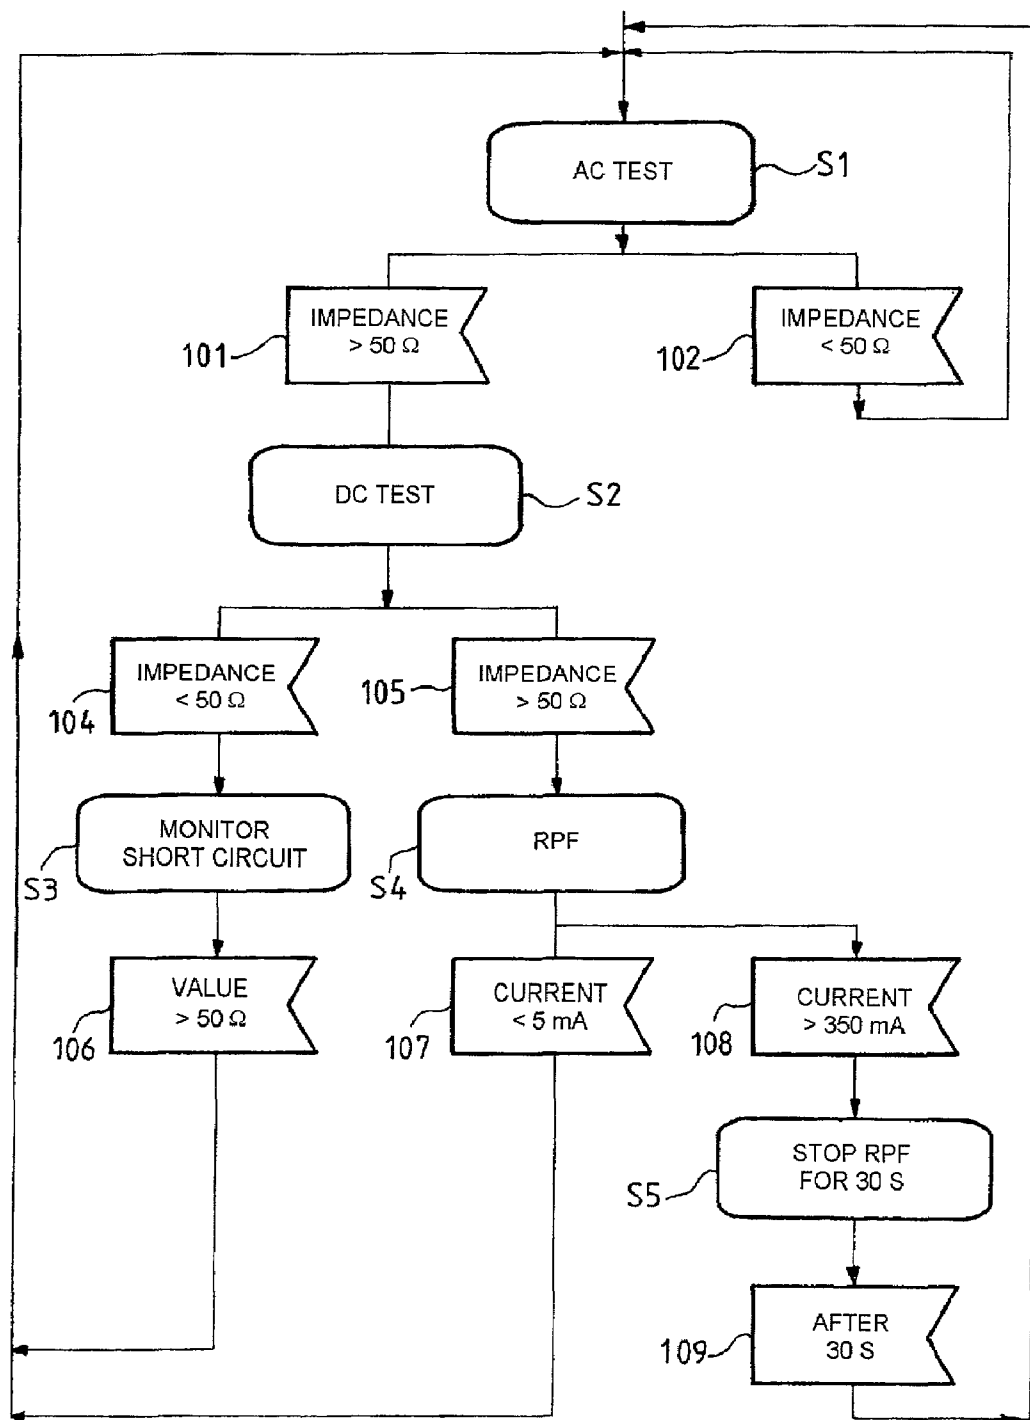 AC TEST
S1
IMPEDANCE
> 50 Ω
101
IMPEDANCE
< 50 Ω
102
DC TEST
S2
IMPEDANCE
< 50 Ω
104
IMPEDANCE
> 50 Ω
105
MONITOR
SHORT CIRCUIT
S3
RPF
S4
VALUE
> 50 Ω
106
CURRENT
< 5 mA
107
CURRENT
> 350 mA
108
STOP RPF
FOR 30 S
S5
AFTER
30 S
109